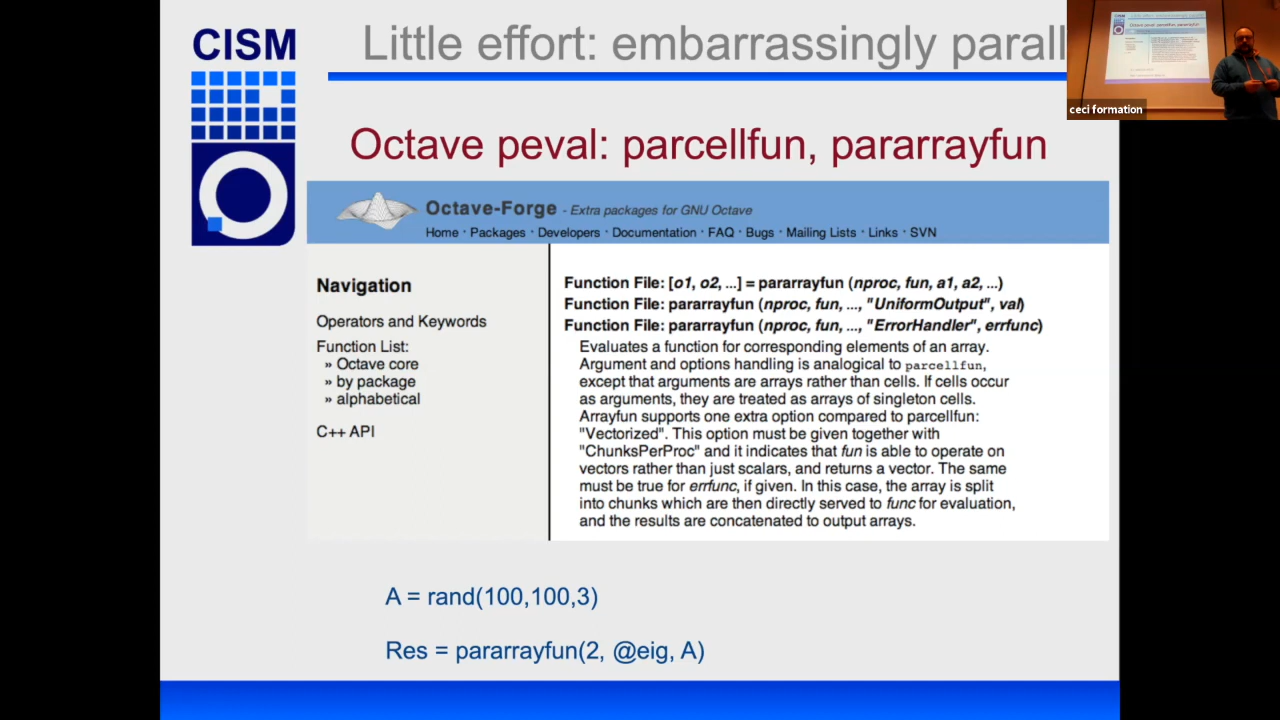 CISM
Little effort: embarrassingly parall
ceci formation
Octave peval: parcellfun, pararrayfun
Octave-Forge - Extra packages for GNU Octave
Home · Packages · Developers · Documentation · FAQ · Bugs · Mailing Lists · Links · SVN
Navigation
Operators and Keywords
Function List:
» Octave core
» by package
» alphabetical
C++ API
Function File: [o1, o2, ...] = pararrayfun (nproc, fun, a1, a2, ...)
Function File: pararrayfun (nproc, fun, ..., "UniformOutput", val)
Function File: pararrayfun (nproc, fun, ..., "ErrorHandler", errfunc)
Evaluates a function for corresponding elements of an array.
Argument and options handling is analogical to parcellfun,
except that arguments are arrays rather than cells. If cells occur
as arguments, they are treated as arrays of singleton cells.
Arrayfun supports one extra option compared to parcellfun:
"Vectorized". This option must be given together with
"ChunksPerProc" and it indicates that fun is able to operate on
vectors rather than just scalars, and returns a vector. The same
must be true for errfunc, if given. In this case, the array is split
into chunks which are then directly served to func for evaluation,
and the results are concatenated to output arrays.
A = rand(100,100,3)
Res = pararrayfun(2, @eig, A)